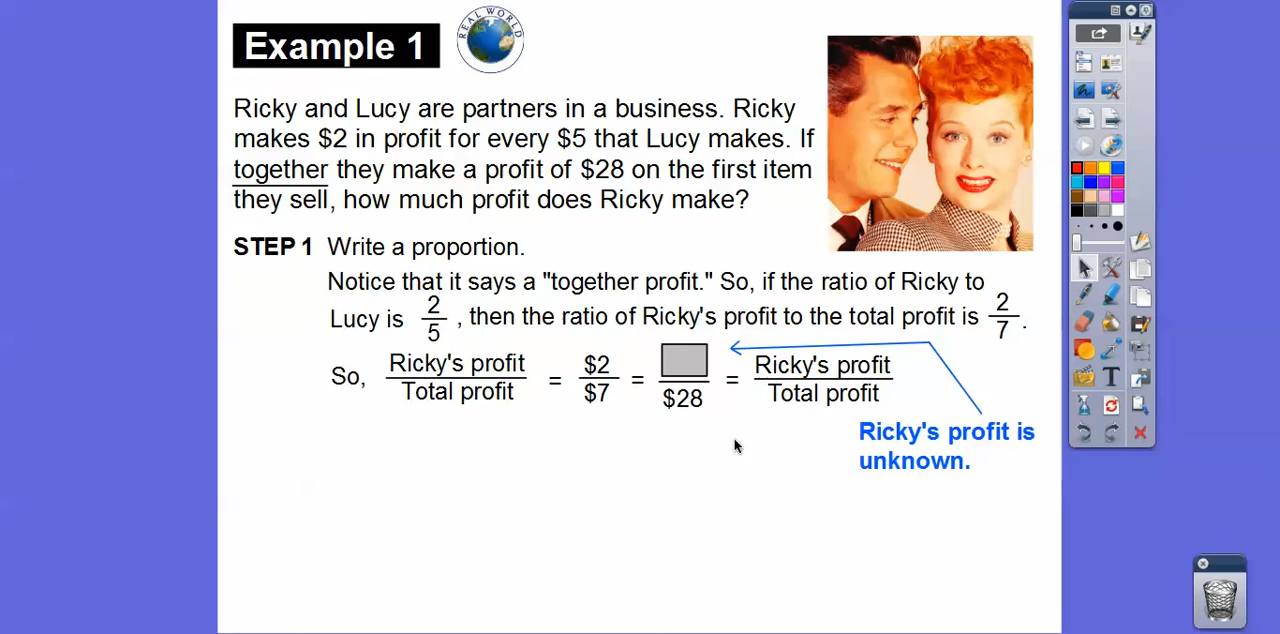 Example 1
REAL WORLD
Ricky and Lucy are partners in a business. Ricky
makes $2 in profit for every $5 that Lucy makes. If
together they make a profit of $28 on the first item
they sell, how much profit does Ricky make?
STEP 1 Write a proportion.
Notice that it says a "together profit." So, if the ratio of Ricky to
Lucy is 2/5 , then the ratio of Ricky's profit to the total profit is 2/7 .
So, Ricky's profit/Total profit = $2/$7 = /$28 = Ricky's profit/Total profit
Ricky's profit is
unknown.
T